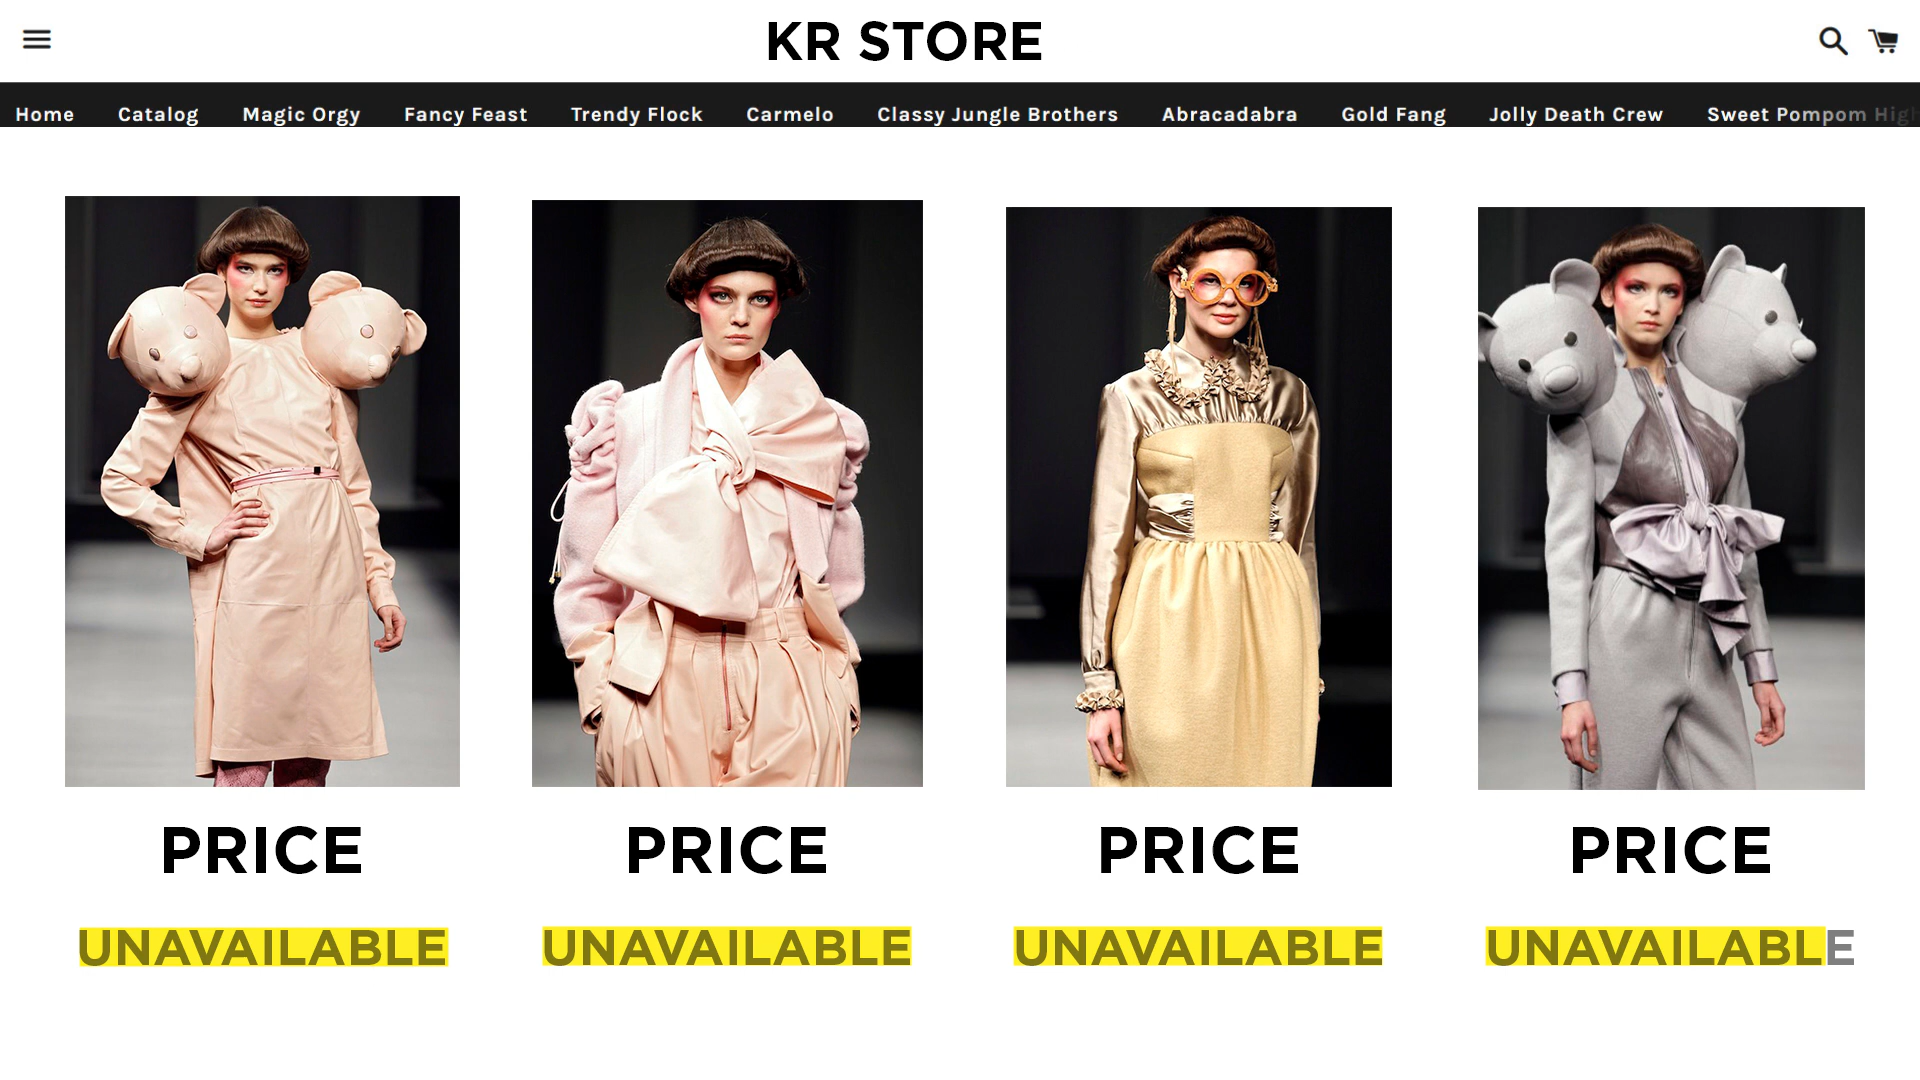 KR STORE
Home Catalog Magic Orgy Fancy Feast Trendy Flock Carmelo Classy Jungle Brothers Abracadabra Gold Fang Jolly Death Crew Sweet Pompom High
PRICE PRICE PRICE PRICE
UNAVAILABLE UNAVAILABLE UNAVAILABLE UNAVAILABLE